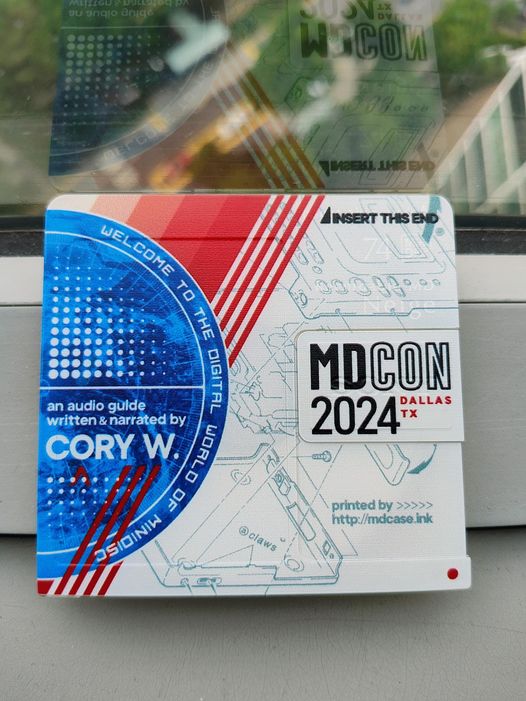 INSERT THIS END
WELCOME TO THE DIGITAL WORLD OF MINIDISC
74
MDCON
2024 DALLAS
TX
an audio guide
written & narrated by
CORY W.
printed by >>>>>
http://mdcase.ink
@claws